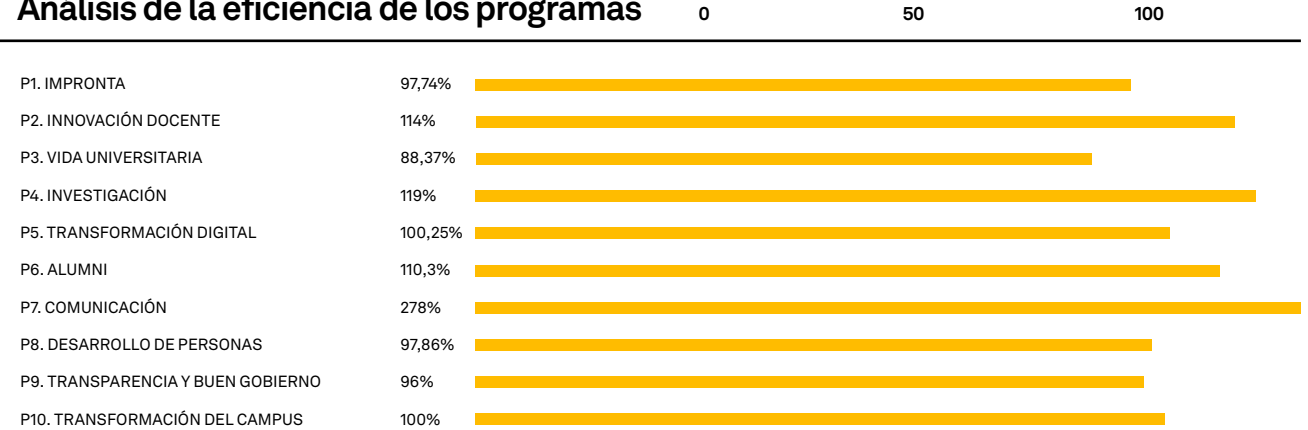 Análisis de la eficiencia de los programas 0 50 100
P1. IMPRONTA 97,74%
P2. INNOVACIÓN DOCENTE 114%
P3. VIDA UNIVERSITARIA 88,37%
P4. INVESTIGACIÓN 119%
P5. TRANSFORMACIÓN DIGITAL 100,25%
P6. ALUMNI 110,3%
P7. COMUNICACIÓN 278%
P8. DESARROLLO DE PERSONAS 97,86%
P9. TRANSPARENCIA Y BUEN GOBIERNO 96%
P10. TRANSFORMACIÓN DEL CAMPUS 100%